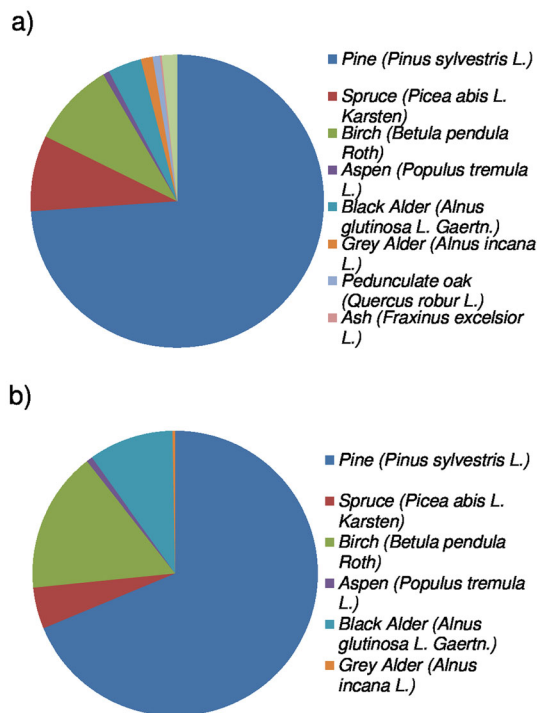 a)
Pine (Pinus sylvestris L.)
Spruce (Picea abis L.
Karsten)
Birch (Betula pendula
Roth)
Aspen (Populus tremula
L.)
Black Alder (Alnus
glutinosa L. Gaertn.)
Grey Alder (Alnus incana
L.)
Pedunculate oak
(Quercus robur L.)
Ash (Fraxinus excelsior
L.)
b)
Pine (Pinus sylvestris L.)
Spruce (Picea abis L.
Karsten)
Birch (Betula pendula
Roth)
Aspen (Populus tremula
L.)
Black Alder (Alnus
glutinosa L. Gaertn.)
Grey Alder (Alnus
incana L.)